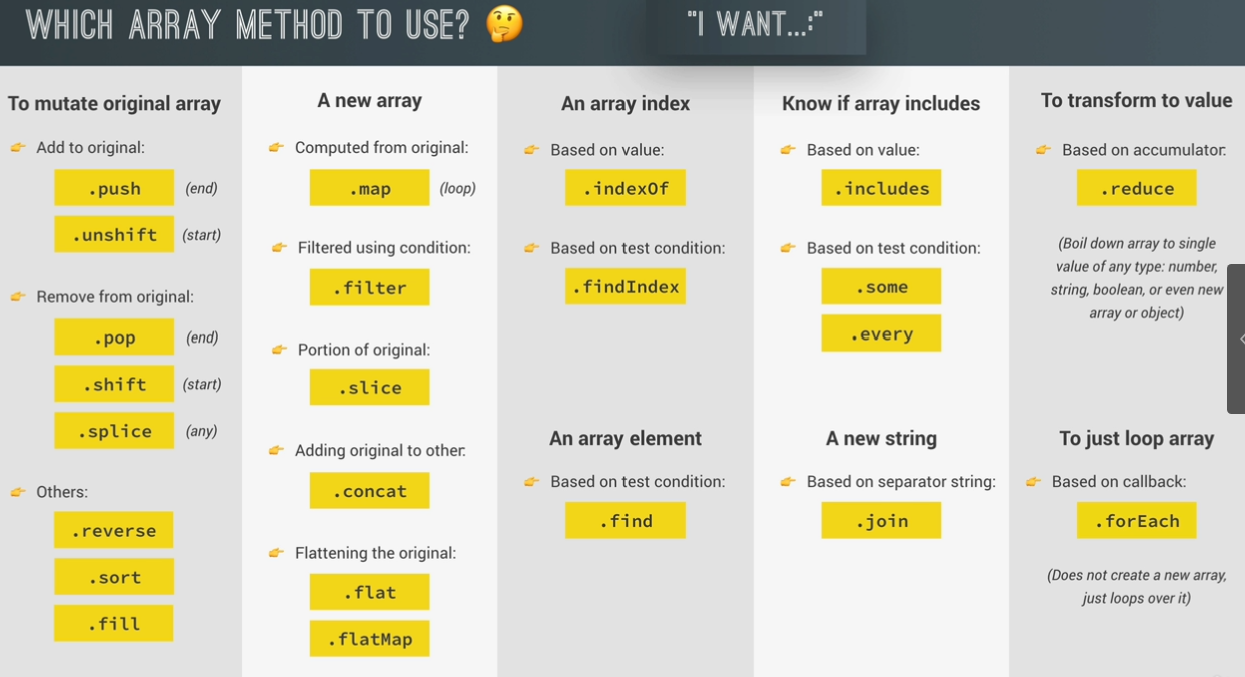 WHICH ARRAY METHOD TO USE? 🤔
"I WANT...:"
To mutate original array
👉 Add to original:
.push (end)
.unshift (start)
👉 Remove from original:
.pop (end)
.shift (start)
.splice (any)
👉 Others:
.reverse
.sort
.fill
A new array
👉 Computed from original:
.map (loop)
👉 Filtered using condition:
.filter
👉 Portion of original:
.slice
👉 Adding original to other:
.concat
👉 Flattening the original:
.flat
.flatMap
An array index
👉 Based on value:
.indexOf
👉 Based on test condition:
.findIndex
An array element
👉 Based on test condition:
.find
Know if array includes
👉 Based on value:
.includes
👉 Based on test condition:
.some
.every
A new string
👉 Based on separator string:
.join
To transform to value
👉 Based on accumulator:
.reduce
(Boil down array to single
value of any type: number,
string, boolean, or even new
array or object)
To just loop array
👉 Based on callback:
.forEach
(Does not create a new array,
just loops over it)